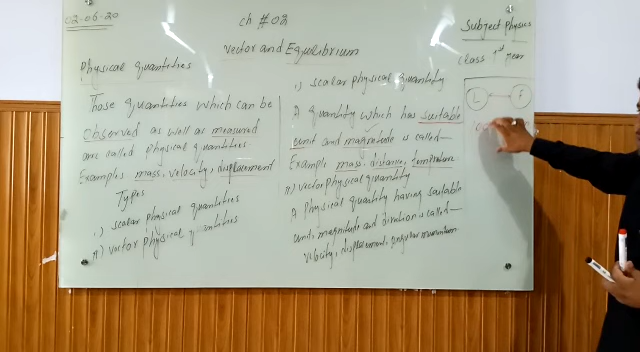 02-06-20
ch # 02
Subject Physics
Vector and Equilibrium
Class 1st Year
Physical quantities
Those quantities which can be
observed as well as measured
are called physical quantities.
Examples mass, velocity, displacement
Types
i) scalar physical quantities
ii) vector physical quantities
i) scalar physical quantity
A quantity which has suitable
unit and magnitude is called—
Example mass, distance, temperature
ii) vector physical quantity
A Physical quantity having suitable
unit, magnitude and diration is called—
velocity, displacement, angular momentum
L
F